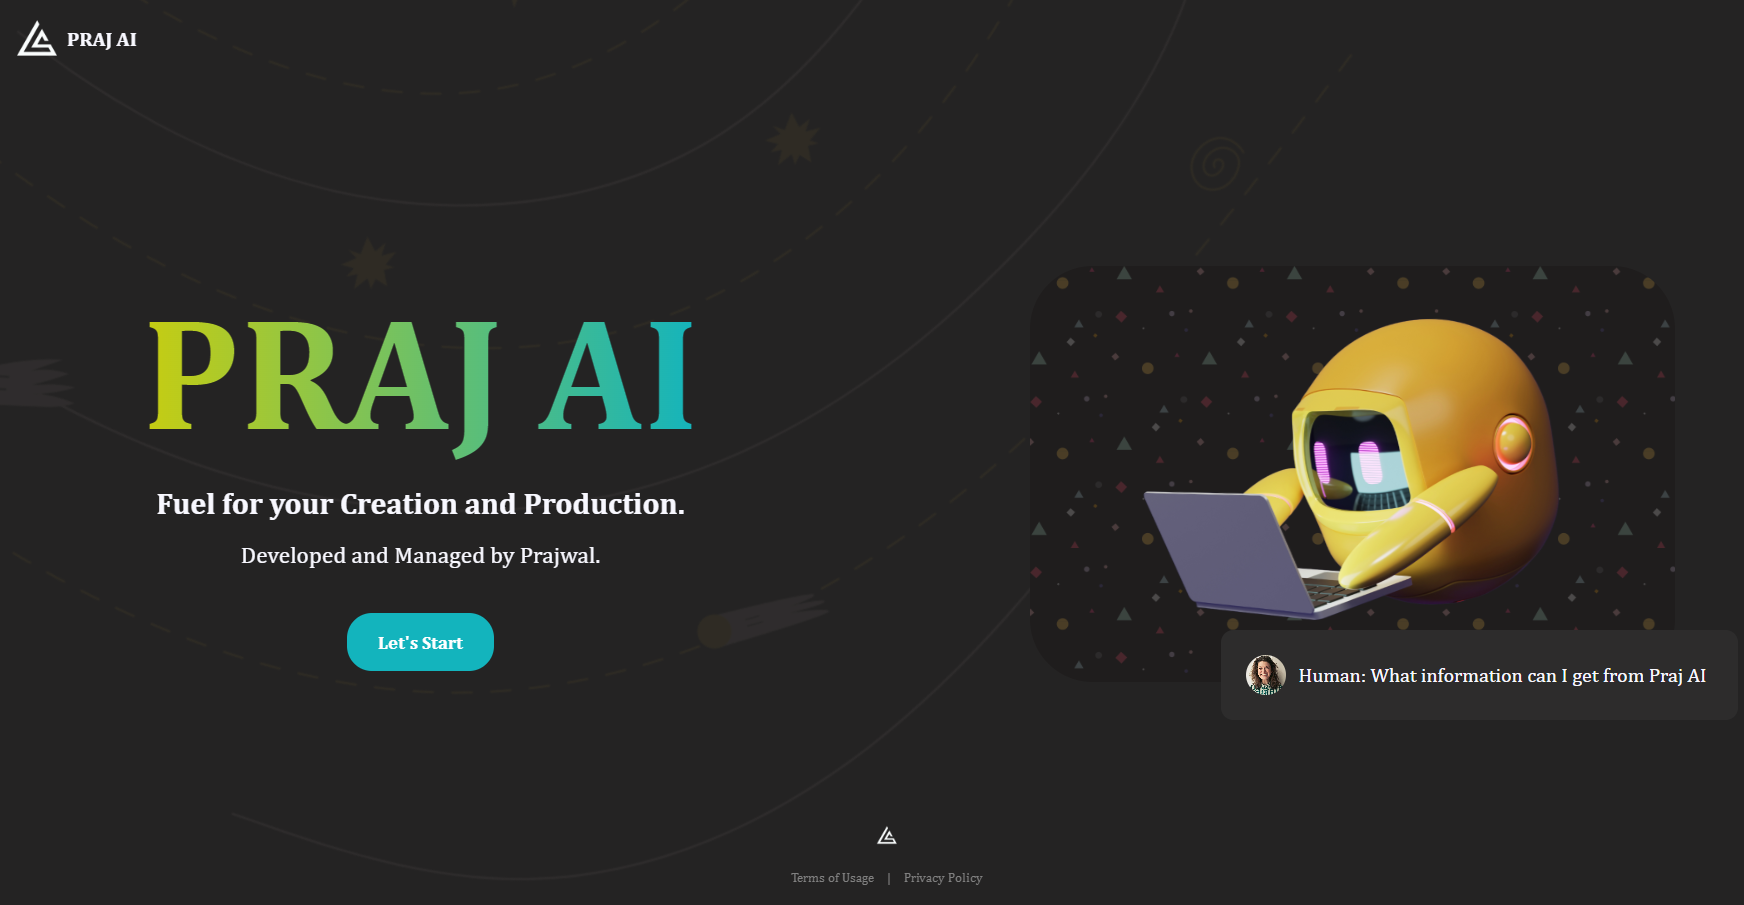 PRAJ AI
PRAJ AI
Fuel for your Creation and Production.
Developed and Managed by Prajwal.
Let's Start
Human: What information can I get from Praj AI
Terms of Usage | Privacy Policy